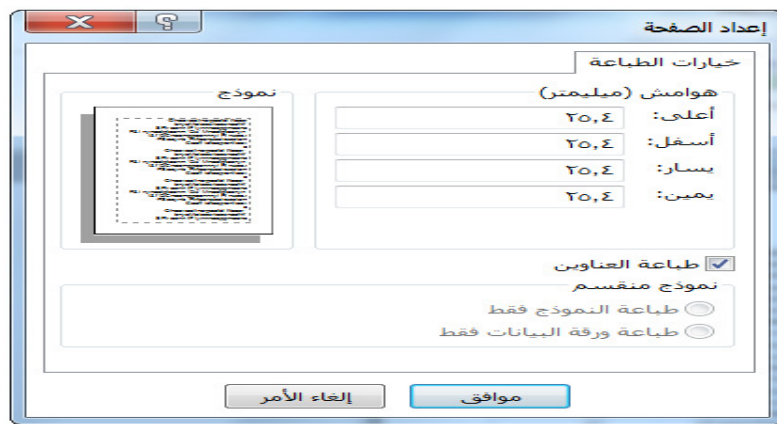 إعداد الصفحة
خيارات الطباعة
هوامش (ميليمتر)
أعلى: ٢٥,٤
أسفل: ٢٥,٤
يسار: ٢٥,٤
يمين: ٢٥,٤
نموذج
طباعة العناوين
نموذج منقسم
طباعة النموذج فقط
طباعة ورقة البيانات فقط
موافق
إلغاء الأمر